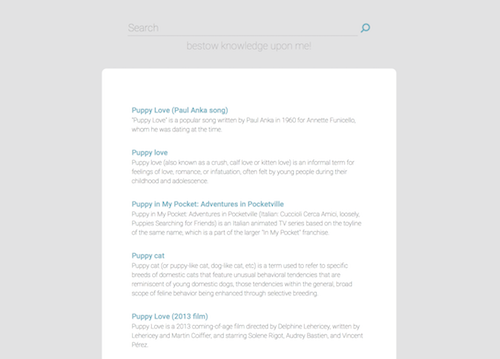 Search
bestow knowledge upon me!
Puppy Love (Paul Anka song)
"Puppy Love" is a popular song written by Paul Anka in 1960 for Annette Funicello,
whom he was dating at the time.
Puppy love
Puppy love (also known as a crush, calf love or kitten love) is an informal term for
feelings of love, romance, or infatuation, often felt by young people during their
childhood and adolescence.
Puppy in My Pocket: Adventures in Pocketville
Puppy in My Pocket: Adventures in Pocketville (Italian: Cuccioli Cerca Amici, loosely,
Puppies Searching for Friends) is an Italian animated TV series based on the toyline
of the same name, which is a part of the larger "in My Pocket" franchise.
Puppy cat
Puppy cat (or puppy-like cat, dog-like cat, etc) is a term used to refer to specific
breeds of domestic cats that feature unusual behavioral tendencies that are
reminiscent of young domestic dogs, those tendencies within the general, broad
scope of feline behavior being enhanced through selective breeding.
Puppy Love (2013 film)
Puppy Love is a 2013 coming-of-age film directed by Delphine Lehericey, written by
Lehericey and Martin Coiffier, and starring Solene Rigot, Audrey Bastien, and Vincent
Pérez.